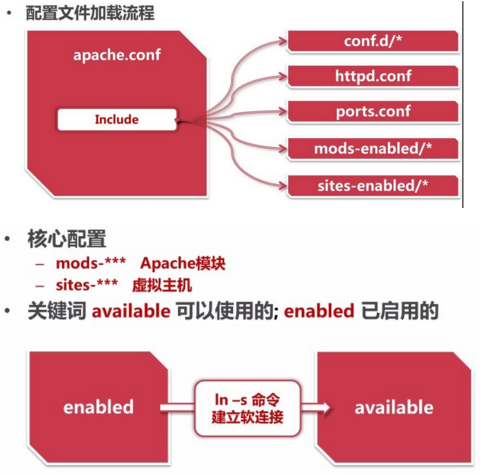 • 配置文件加载流程
apache.conf
Include
conf.d/*
httpd.conf
ports.conf
mods-enabled/*
sites-enabled/*
• 核心配置
– mods-*** Apache模块
– sites-*** 虚拟主机
• 关键词 available 可以使用的; enabled 已启用的
enabled
ln –s 命令
建立软连接
available